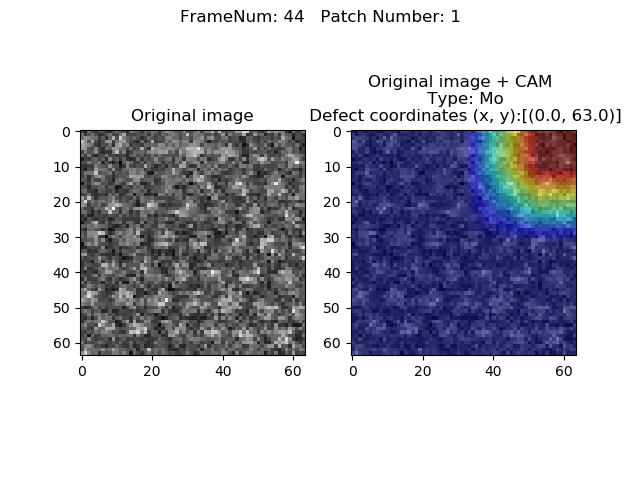 FrameNum: 44   Patch Number: 1
Original image
Original image + CAM
Type: Mo
Defect coordinates (x, y):[(0.0, 63.0)]
0
10
20
30
40
50
60
0 20 40 60
0
10
20
30
40
50
60
0 20 40 60